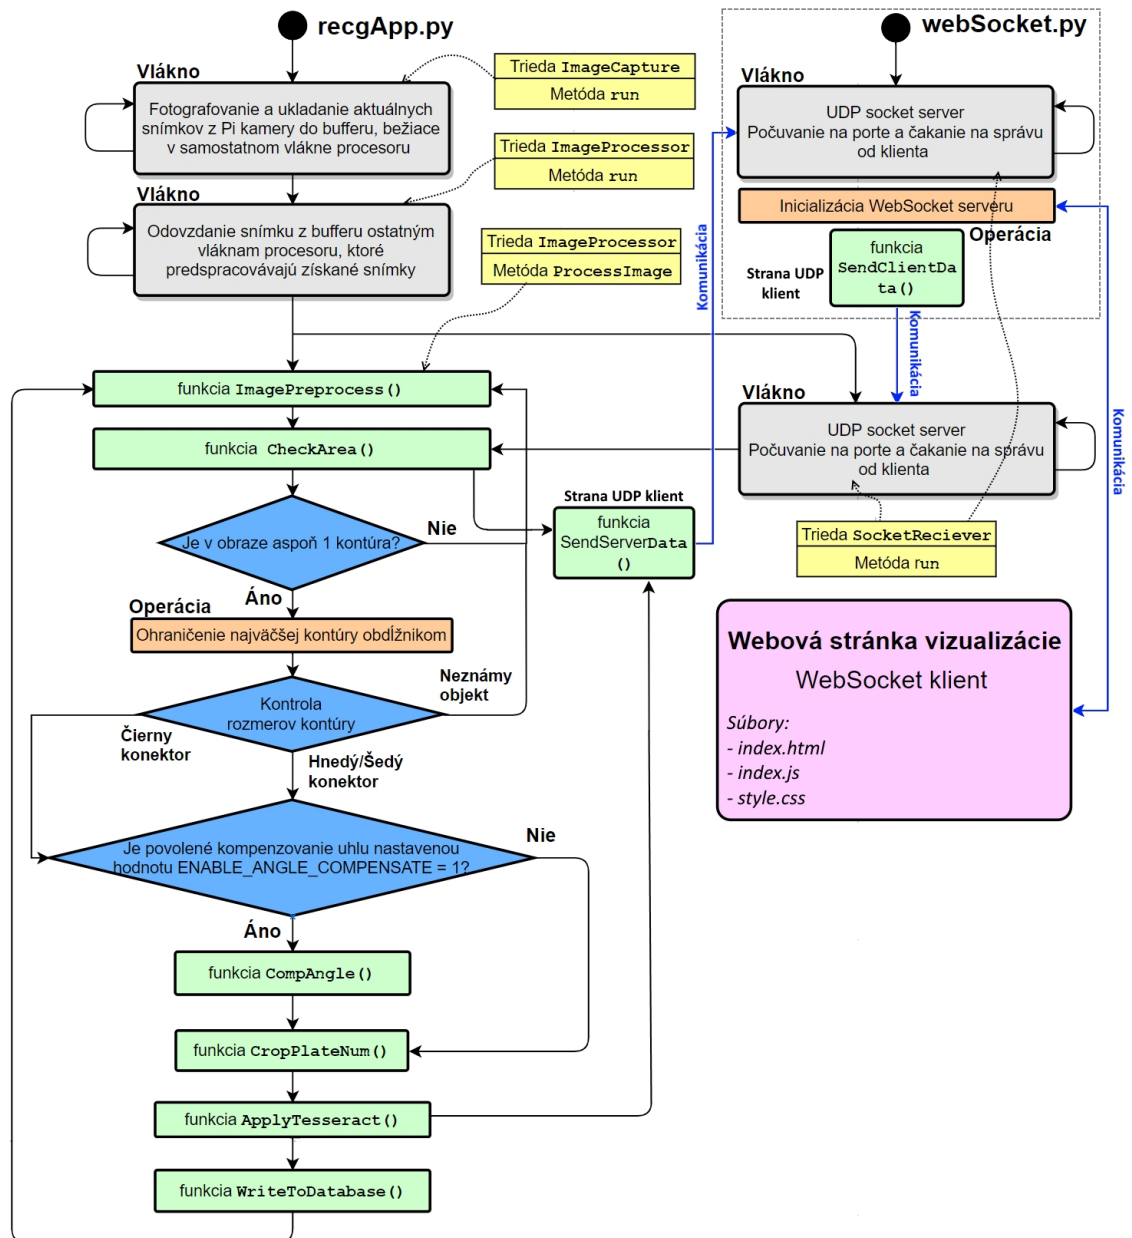 recgApp.py
Vlákno
Fotografovanie a ukladanie aktuálnych
snímkov z Pi kamery do bufferu, bežiace
v samostatnom vlákne procesoru
Trieda ImageCapture
Metóda run
Vlákno
Odovzdanie snímku z bufferu ostatným
vláknam procesoru, ktoré
predspracovávajú získané snímky
Trieda ImageProcessor
Metóda run
Trieda ImageProcessor
Metóda ProcessImage
funkcia ImagePreprocess()
funkcia CheckArea()
Je v obraze aspoň 1 kontúra?
Nie
Áno
Operácia
Ohraničenie najväčšej kontúry obdĺžnikom
Kontrola
rozmerov kontúry
Neznámy
objekt
Čierny
konektor
Hnedý/Šedý
konektor
Je povolené kompenzovanie uhlu nastavenou
hodnotu ENABLE_ANGLE_COMPENSATE = 1?
Nie
Áno
funkcia CompAngle()
funkcia CropPlateNum()
funkcia ApplyTesseract()
funkcia WriteToDatabase()
Strana UDP klient
funkcia
SendServerData
()
Komunikácia
webSocket.py
Vlákno
UDP socket server
Počuvanie na porte a čakanie na správu
od klienta
Inicializácia WebSocket serveru
Operácia
Strana UDP
klient
funkcia
SendClientDa
ta()
Komunikácia
Komunikácia
Vlákno
UDP socket server
Počuvanie na porte a čakanie na správu
od klienta
Trieda SocketReciever
Metóda run
Webová stránka vizualizácie
WebSocket klient
Súbory:
- index.html
- index.js
- style.css